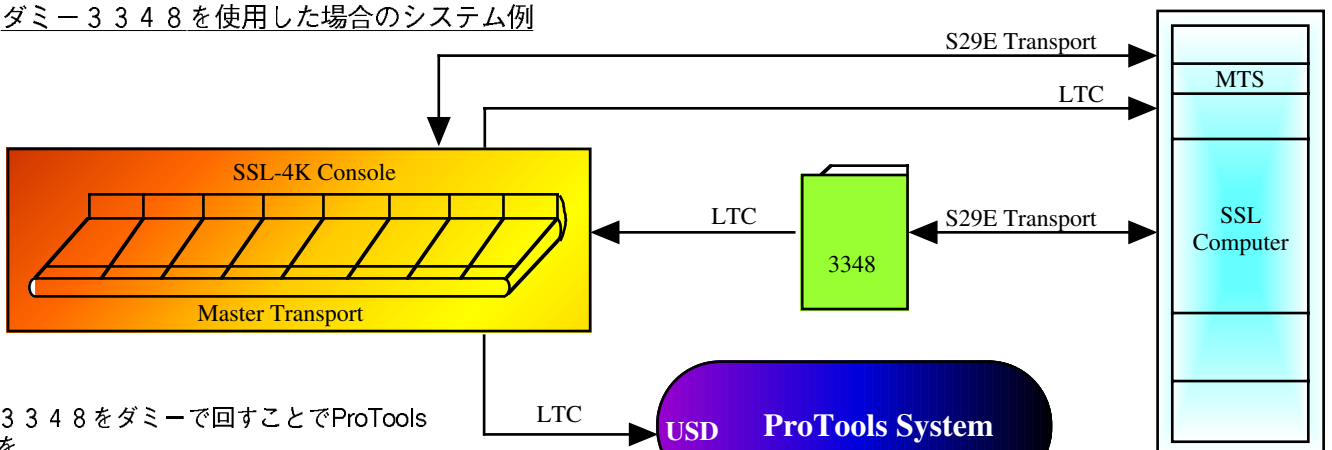 ダミー３３４８を使用した場合のシステム例
S29E Transport
MTS
LTC
SSL-4K Console
LTC
S29E Transport
SSL
Computer
3348
Master Transport
３３４８をダミーで回すことでProTools
を
LTC
USD
ProTools System